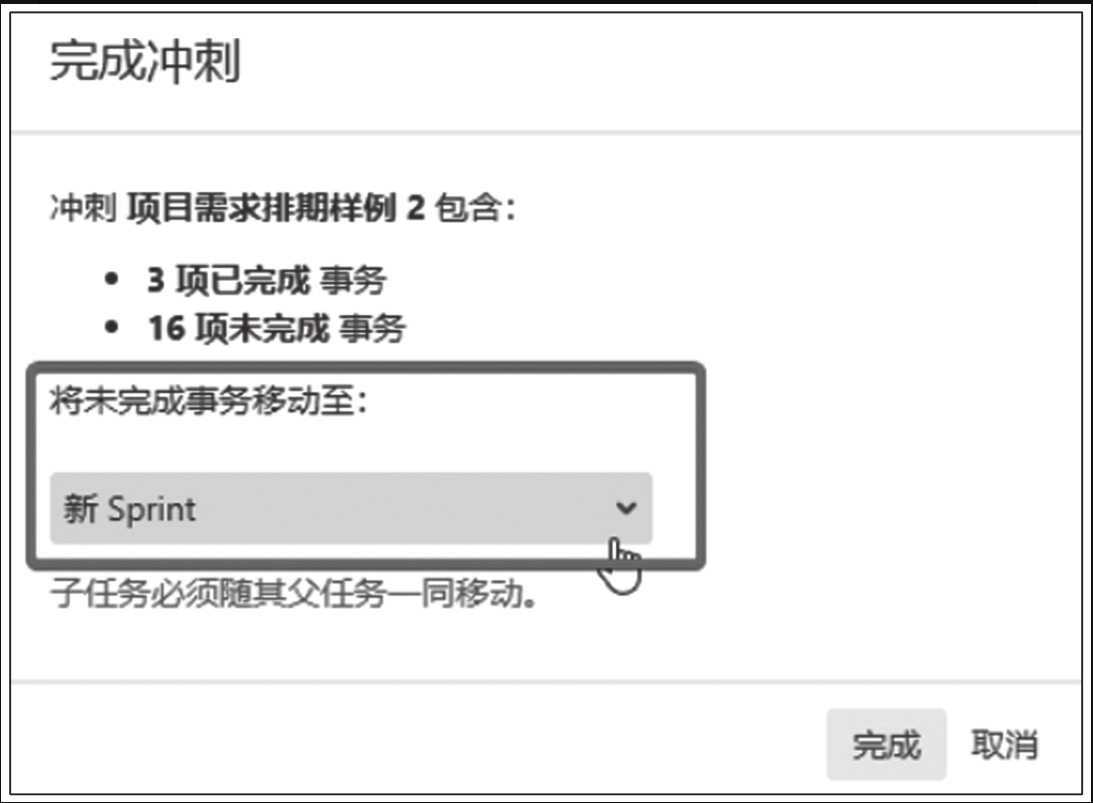 完成冲刺
冲刺 项目需求排期样例 2 包含：
• 3 项已完成 事务
• 16 项未完成 事务
将未完成事务移动至：
新 Sprint
子任务必须随其父任务一同移动。
完成 取消